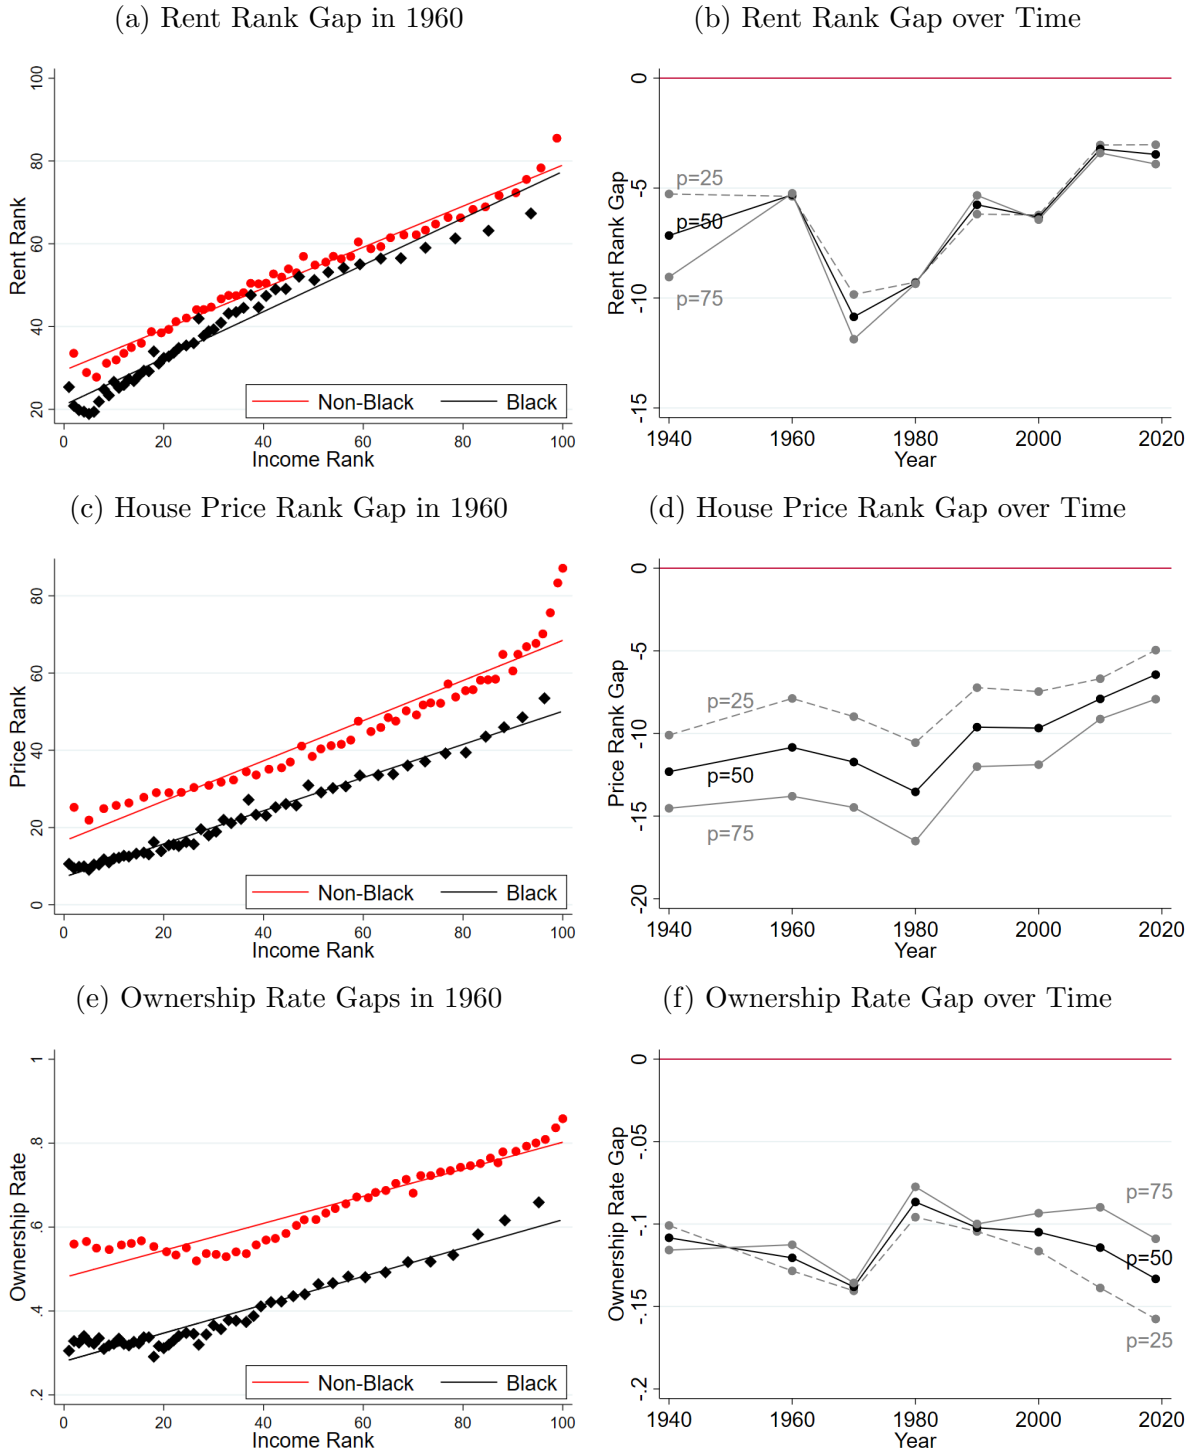 (a) Rent Rank Gap in 1960
Rent Rank
100
80
60
40
20
0
20
40
60
80
100
Income Rank
Non-Black
Black
(b) Rent Rank Gap over Time
Rent Rank Gap
0
-5
-10
-15
p=25
p=50
p=75
1940
1960
1980
2000
2020
Year
(c) House Price Rank Gap in 1960
Price Rank
80
60
40
20
0
0
20
40
60
80
100
Income Rank
Non-Black
Black
(d) House Price Rank Gap over Time
Price Rank Gap
0
-5
-10
-15
-20
p=25
p=50
p=75
1940
1960
1980
2000
2020
Year
(e) Ownership Rate Gaps in 1960
Ownership Rate
1
.8
.6
.4
.2
0
20
40
60
80
100
Income Rank
Non-Black
Black
(f) Ownership Rate Gap over Time
Ownership Rate Gap
0
-.05
-.1
-.15
-.2
p=75
p=50
p=25
1940
1960
1980
2000
2020
Year